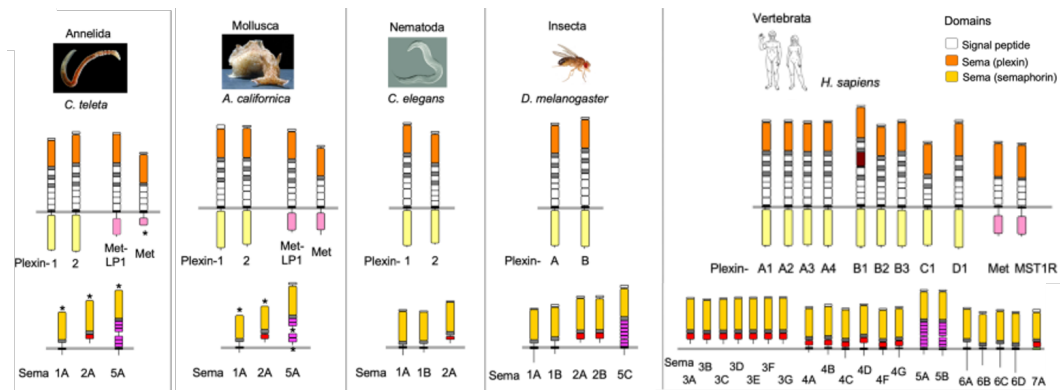 Annelida
C. teleta
Plexin- 1 2 Met-LP1 Met
*
* * *
Sema 1A 2A 5A
Mollusca
A. californica
1 2 Met-LP1 Met
* * * *
1A 2A 5A
Nematoda
C. elegans
Plexin- 1 2
Sema 1A 1B 2A
Insecta
D. melanogaster
Plexin- A B
Sema 1A 1B 2A 2B 5C
Vertebrata
H. sapiens
Domains
Signal peptide
Sema (plexin)
Sema (semaphorin)
Plexin- A1 A2 A3 A4 B1 B2 B3 C1 D1 Met MST1R
Sema 3A 3B 3C 3D 3E 3F 3G 4A 4B 4C 4D 4F 4G 5A 5B 6A 6B 6C 6D 7A